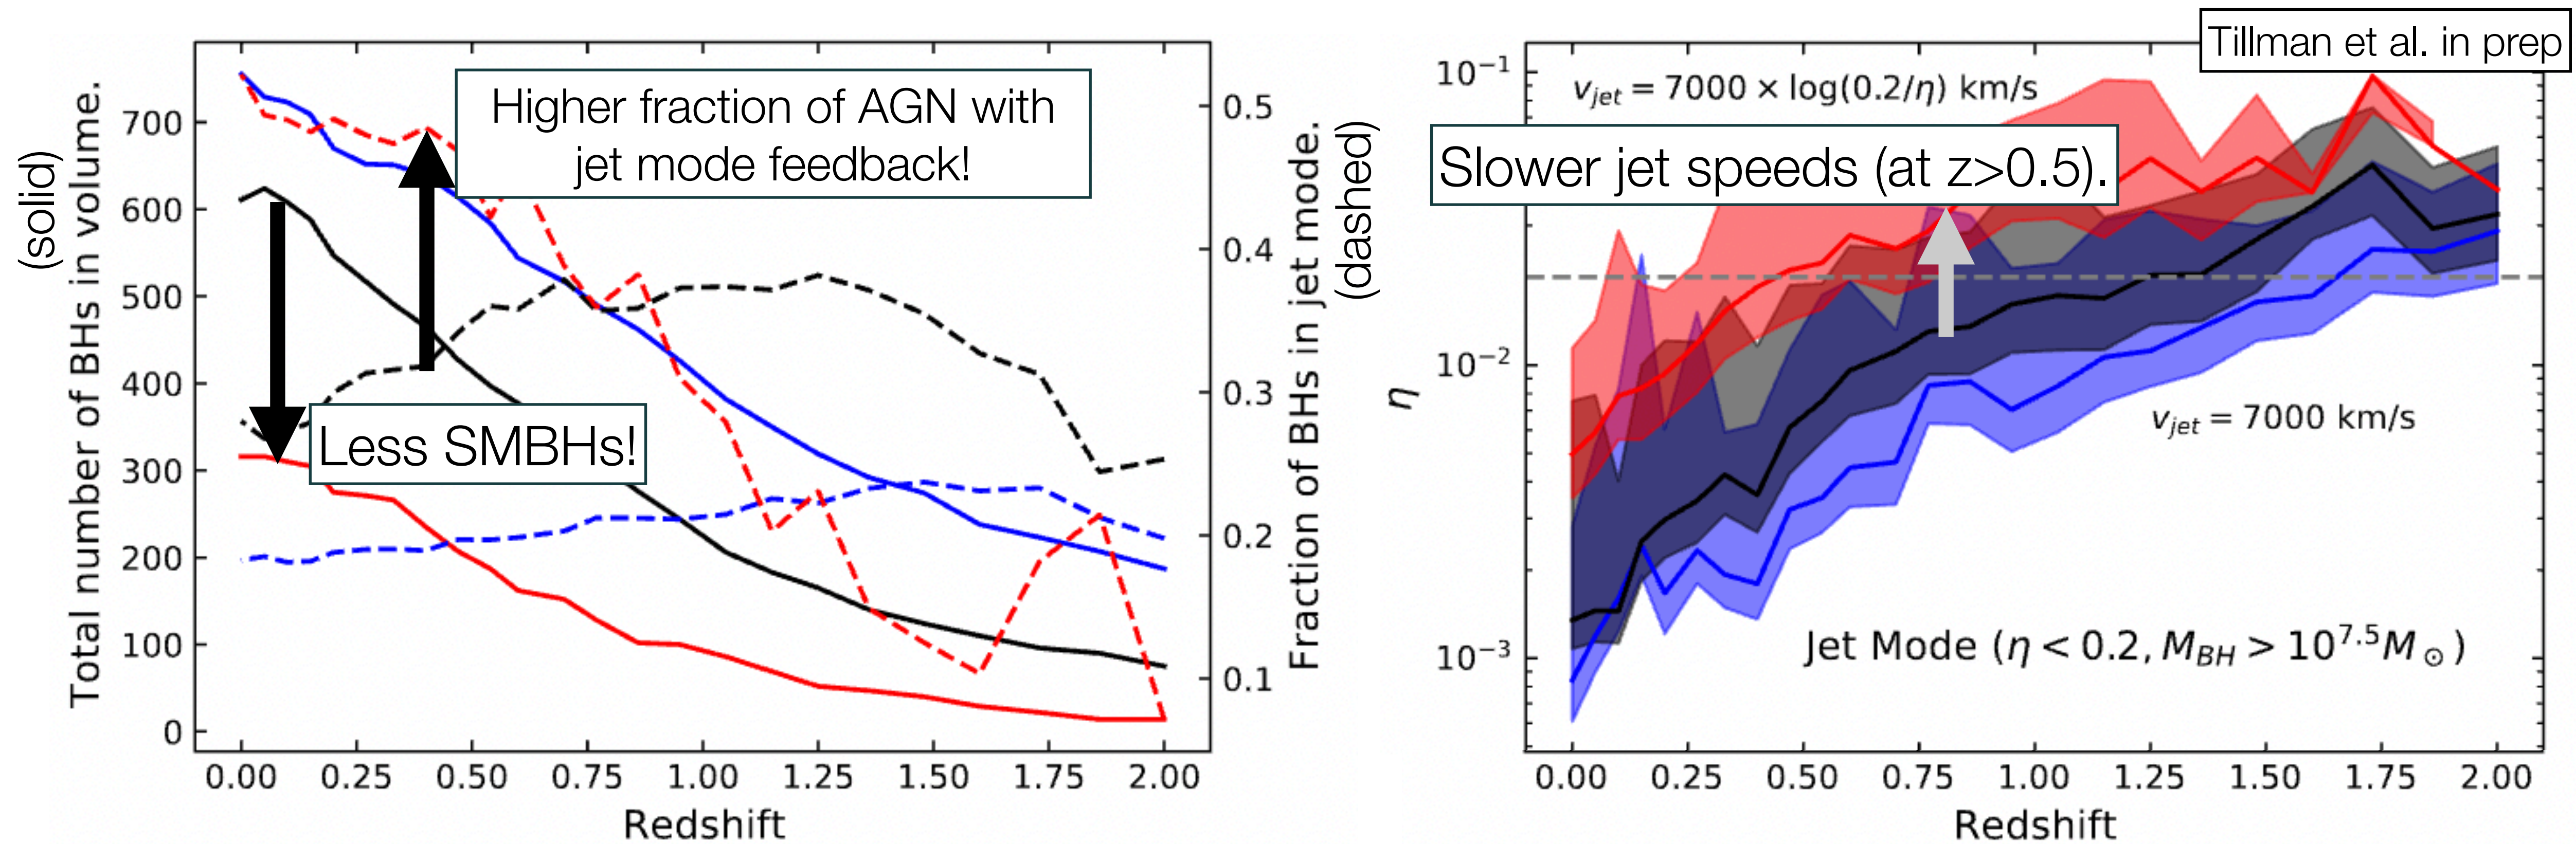 Tillman et al. in prep
(solid)
Total number of BHs in volume.
700
600
500
400
300
200
100
0
Higher fraction of AGN with
jet mode feedback!
Less SMBHs!
0.5
0.4
0.3
0.2
0.1
Fraction of BHs in jet mode.
(dashed)
0.00 0.25 0.50 0.75 1.00 1.25 1.50 1.75 2.00
Redshift
η
10⁻¹
10⁻²
10⁻³
v_jet = 7000 × log(0.2/η) km/s
Slower jet speeds (at z>0.5).
v_jet = 7000 km/s
Jet Mode (η < 0.2, M_BH > 10^7.5 M_⊙)
0.00 0.25 0.50 0.75 1.00 1.25 1.50 1.75 2.00
Redshift